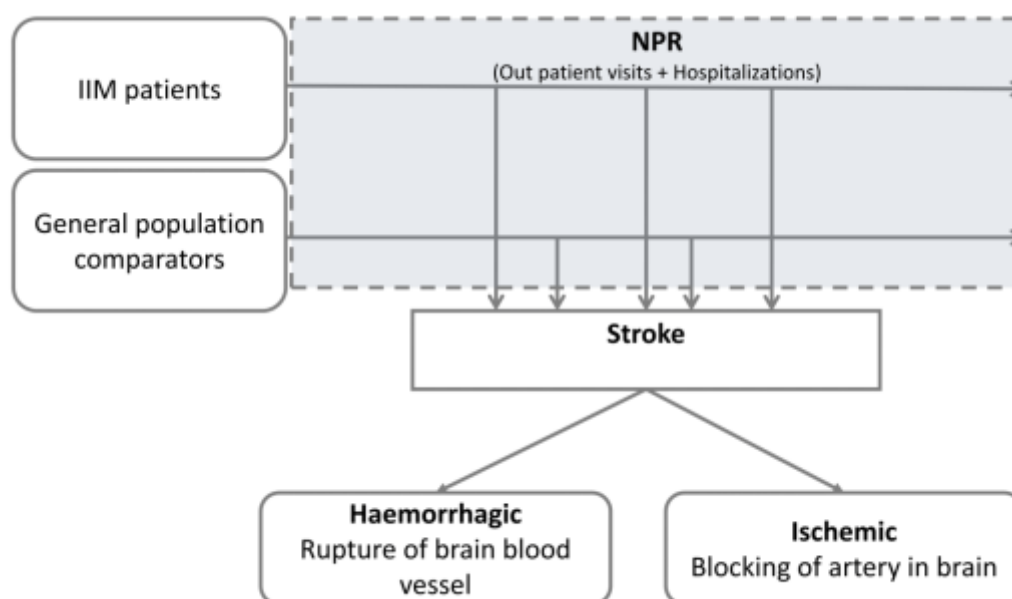 NPR
(Out patient visits + Hospitalizations)
IIM patients
General population
comparators
Stroke
Haemorrhagic
Rupture of brain blood
vessel
Ischemic
Blocking of artery in brain